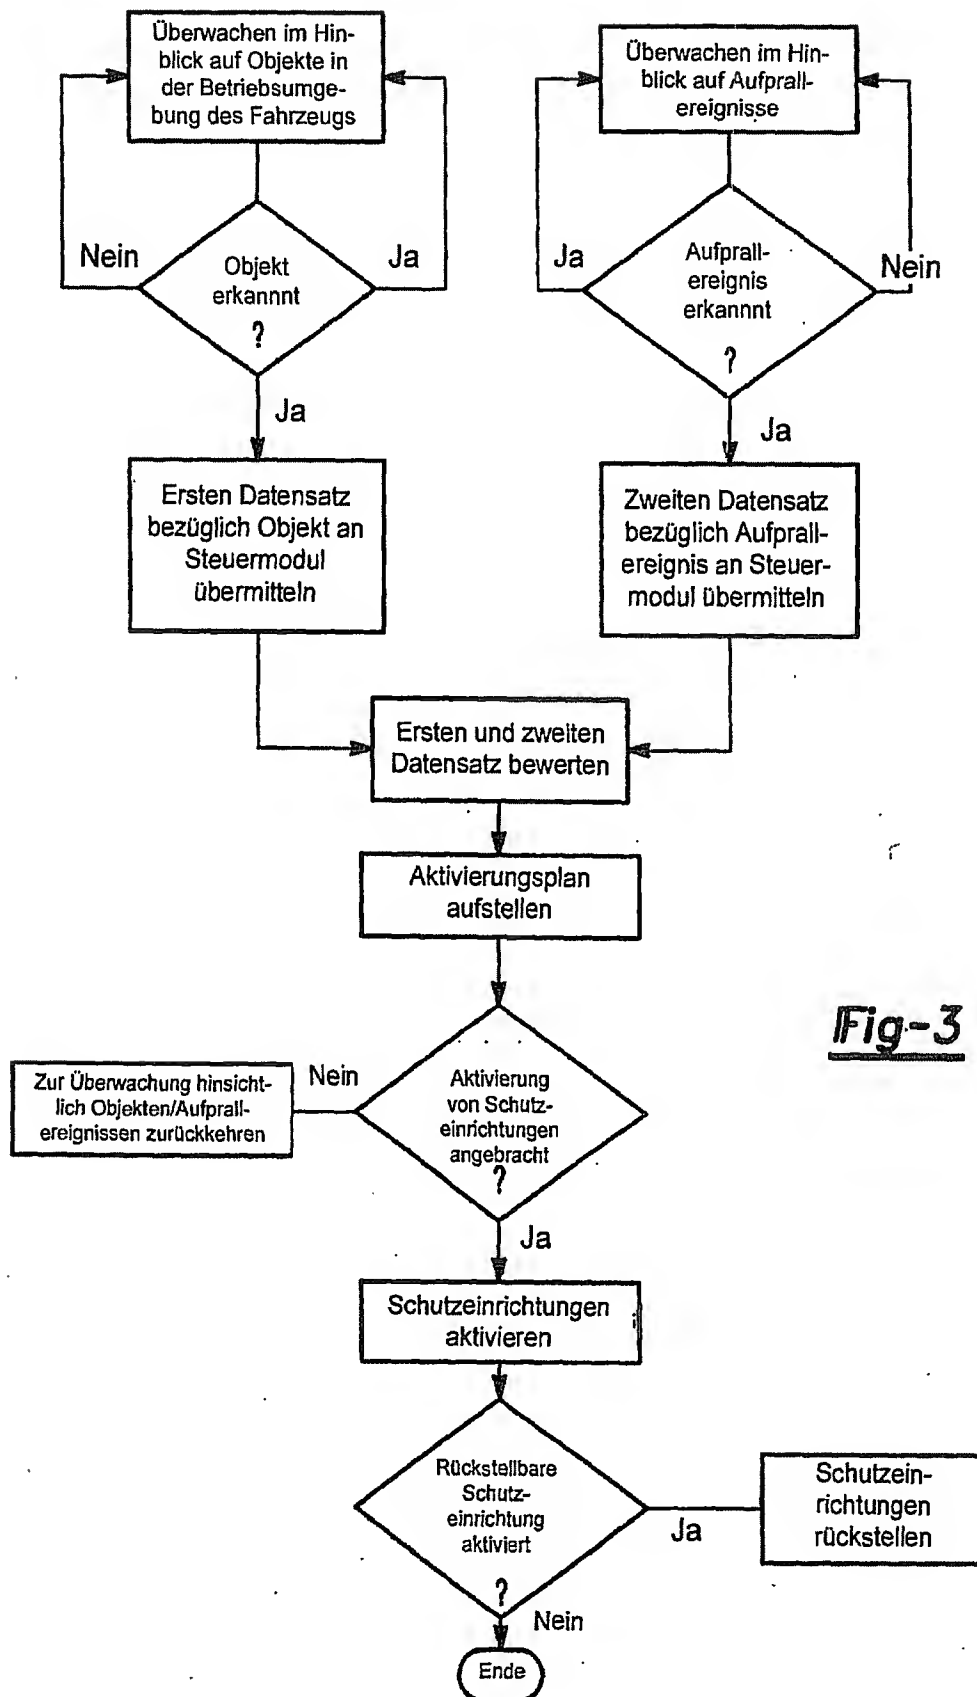 Überwachen im Hin-
blick auf Objekte in
der Betriebsumge-
bung des Fahrzeugs
Nein
Objekt
erkannnt
?
Ja
Ja
Ersten Datensatz
bezüglich Objekt an
Steuermodul
übermitteln
Überwachen im Hin-
blick auf Aufprall-
ereignisse
Ja
Aufprall-
ereignis
erkannnt
?
Nein
Ja
Zweiten Datensatz
bezüglich Aufprall-
ereignis an Steuer-
modul übermitteln
Ersten und zweiten
Datensatz bewerten
Aktivierungsplan
aufstellen
Fig-3
Zur Überwachung hinsicht-
lich Objekten/Aufprall-
ereignissen zurückkehren
Nein
Aktivierung
von Schutz-
einrichtungen
angebracht
?
Ja
Schutzeinrichtungen
aktivieren
Rückstellbare
Schutz-
einrichtung
aktiviert
?
Ja
Schutzein-
richtungen
rückstellen
Nein
Ende